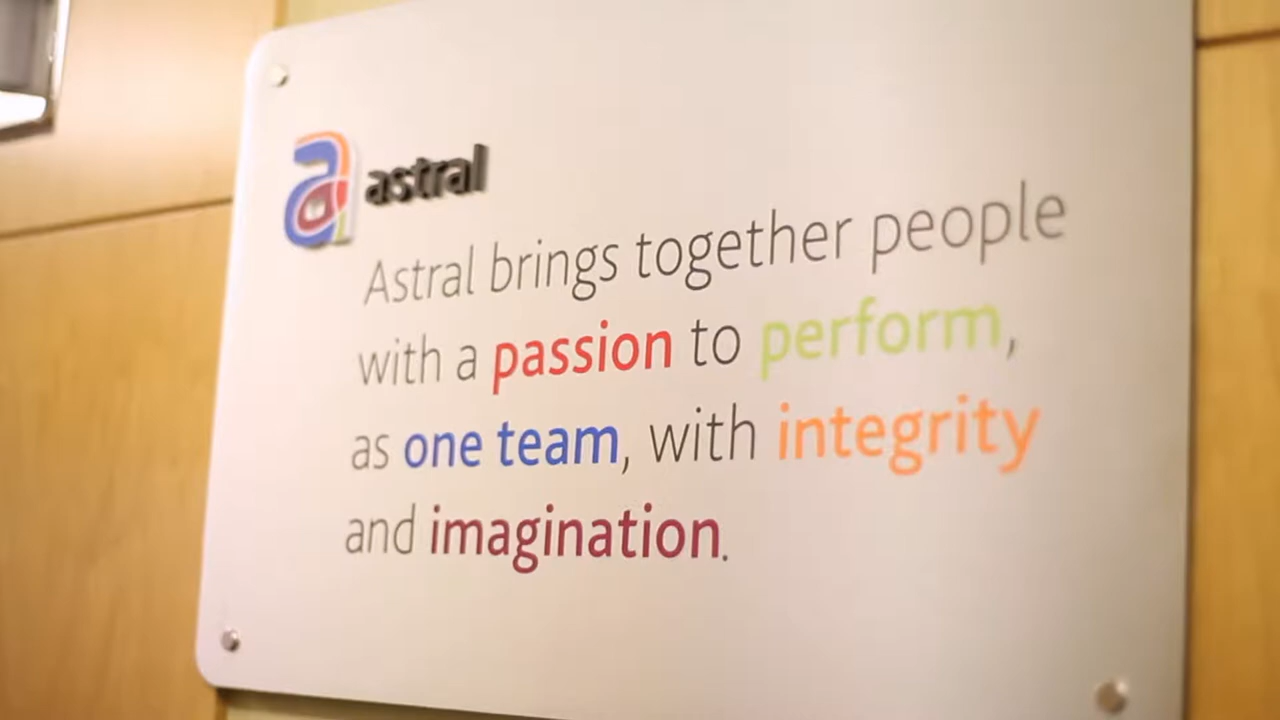 astral
Astral brings together people
with a passion to perform,
as one team, with integrity
and imagination.